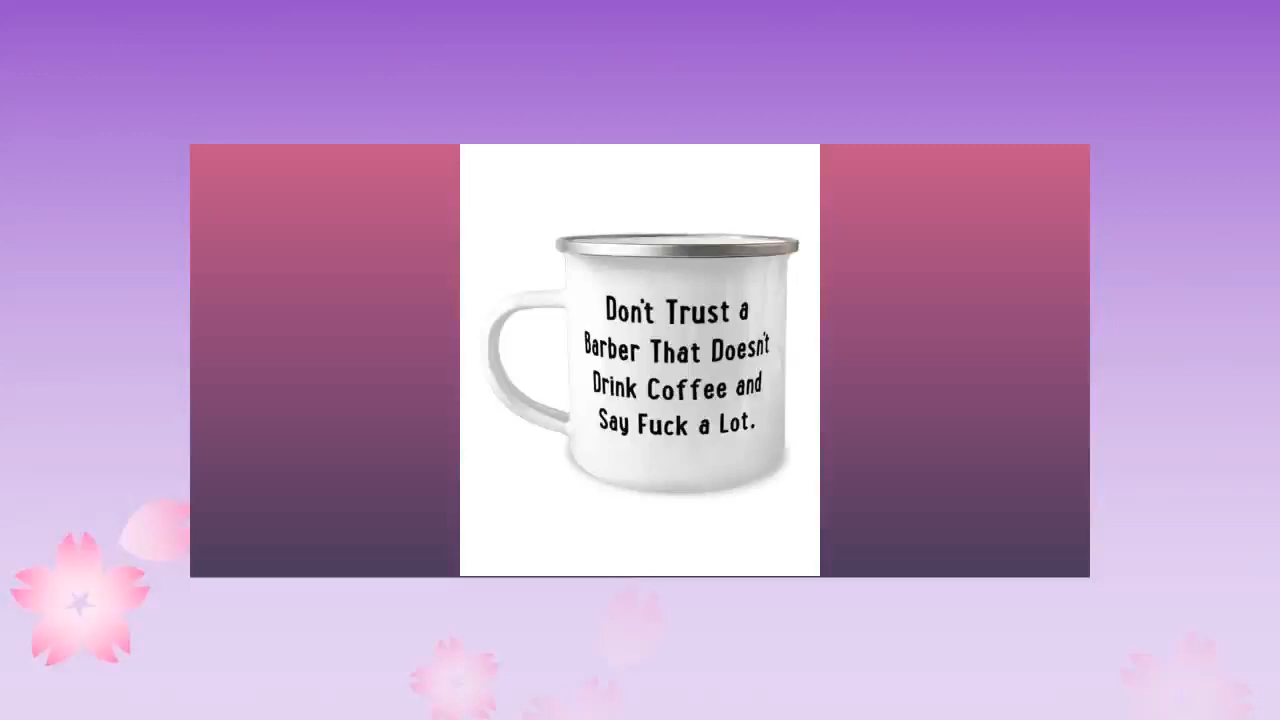 Don't Trust a
Barber That Doesn't
Drink Coffee and
Say Fuck a Lot.